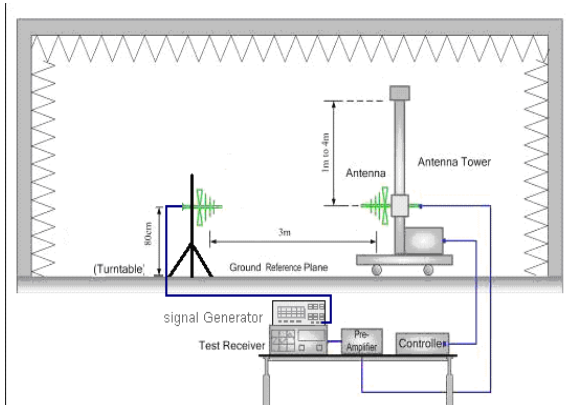 1m to 4m
Antenna Tower
Antenna
80cm
3m
(Turntable)
Ground Reference Plane
signal Generator
Test Receiver
Pre-
Amplifier
Controller